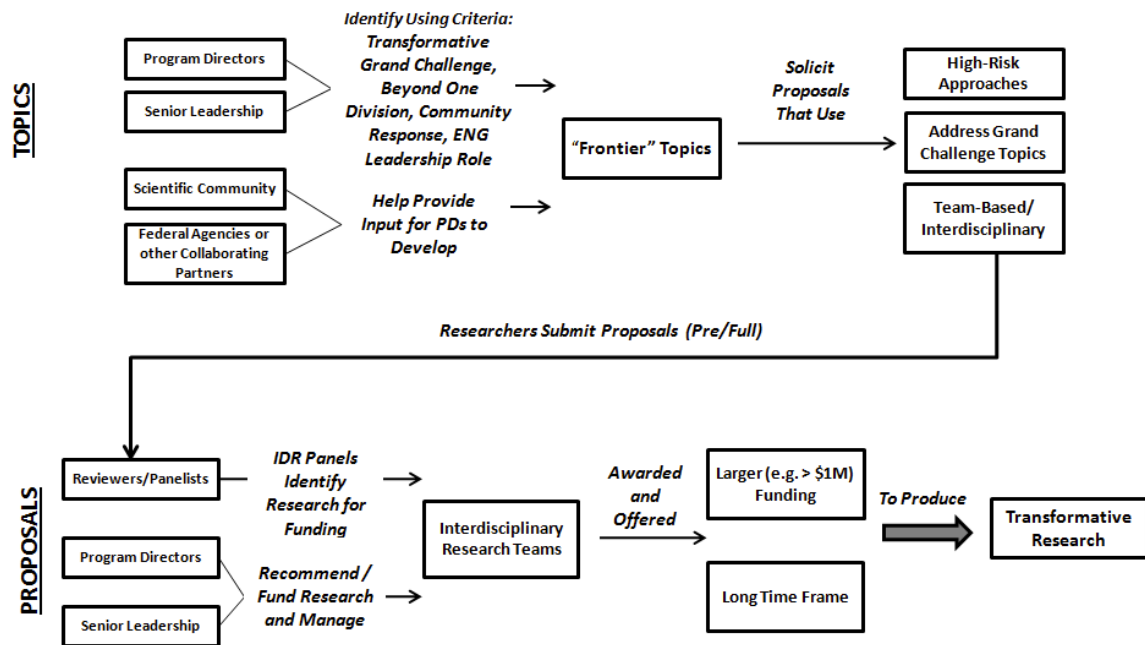 TOPICS
Program Directors
Senior Leadership
Identify Using Criteria:
Transformative
Grand Challenge,
Beyond One
Division, Community
Response, ENG
Leadership Role
Scientific Community
Federal Agencies or
other Collaborating
Partners
Help Provide
Input for PDs to
Develop
"Frontier" Topics
Solicit
Proposals
That Use
High-Risk
Approaches
Address Grand
Challenge Topics
Team-Based/
Interdisciplinary
Researchers Submit Proposals (Pre/Full)
PROPOSALS
Reviewers/Panelists
IDR Panels
Identify
Research for
Funding
Program Directors
Senior Leadership
Recommend /
Fund Research
and Manage
Interdisciplinary
Research Teams
Awarded
and
Offered
Larger (e.g. > $1M)
Funding
Long Time Frame
To Produce
Transformative
Research